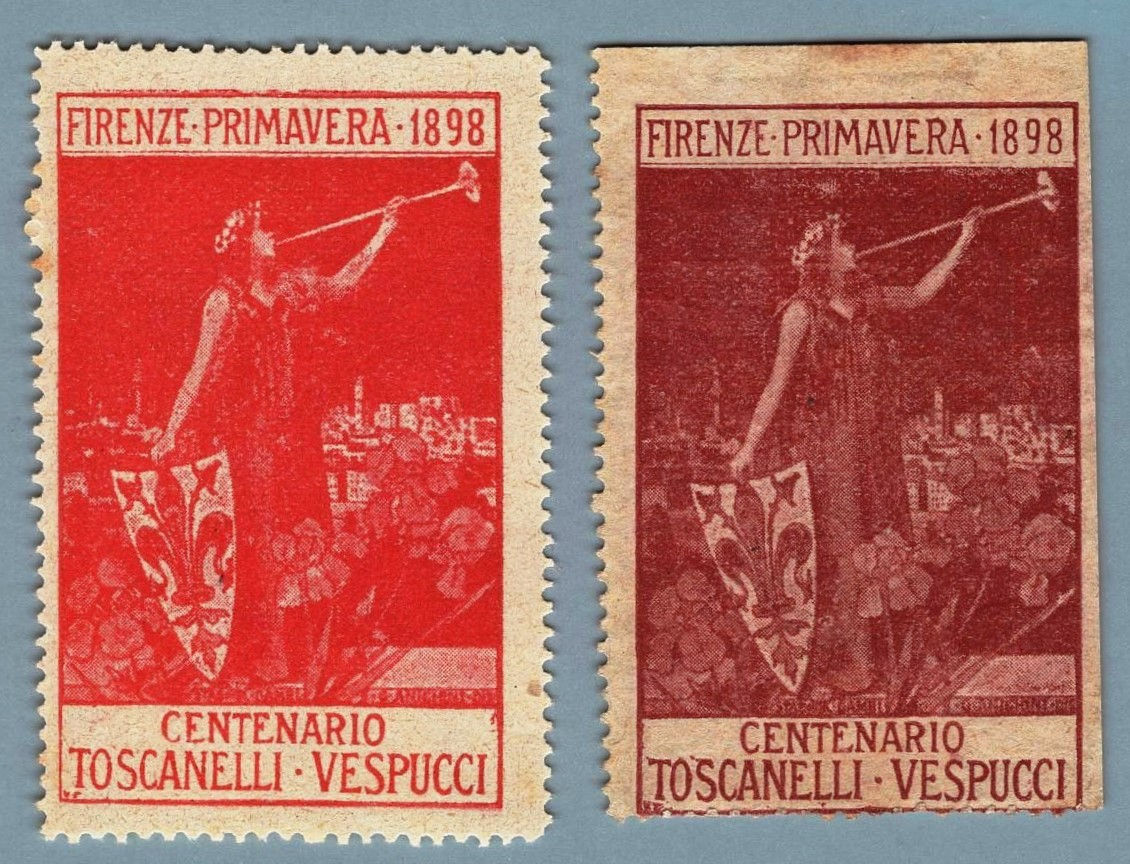 FIRENZE·PRIMAVERA·1898
CENTENARIO
TOSCANELLI·VESPUCCI
FIRENZE·PRIMAVERA·1898
CENTENARIO
TOSCANELLI·VESPUCCI